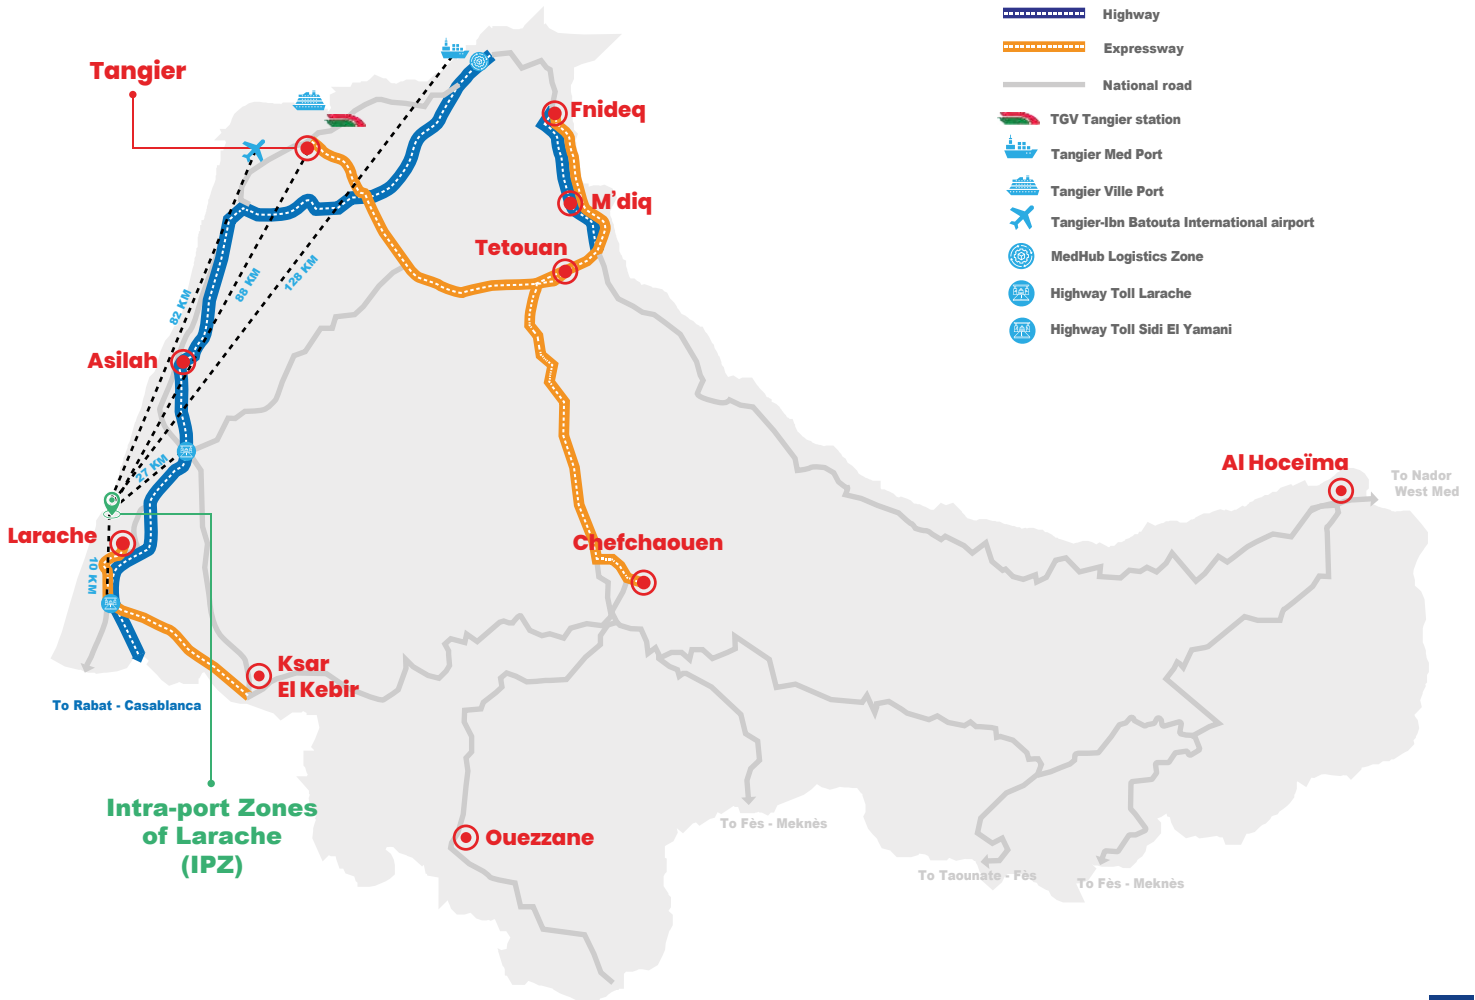 Highway
Expressway
National road
TGV Tangier station
Tangier Med Port
Tangier Ville Port
Tangier-Ibn Batouta International airport
MedHub Logistics Zone
Highway Toll Larache
Highway Toll Sidi El Yamani
Tangier
Fnideq
M'diq
Tetouan
82 KM
88 KM
128 KM
Asilah
27 KM
Larache
10 KM
Al Hoceïma
To Nador
West Med
Chefchaouen
Ksar
El Kebir
To Rabat - Casablanca
Intra-port Zones
of Larache
(IPZ)
Ouezzane
To Fès - Meknès
To Taounate - Fès
To Fès - Meknès